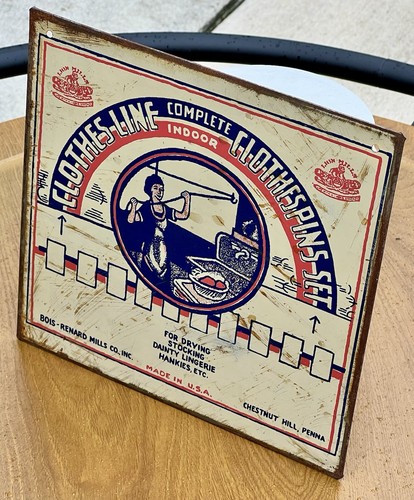 CLOTHES-LINE COMPLETE CLOTHESPINS-SET
INDOOR
BOIS-RENARD MILLS CO., INC.
FOR DRYING
STOCKING
DAINTY LINGERIE
HANKIES, ETC.
MADE IN U.S.A.
CHESTNUT HILL, PENNA